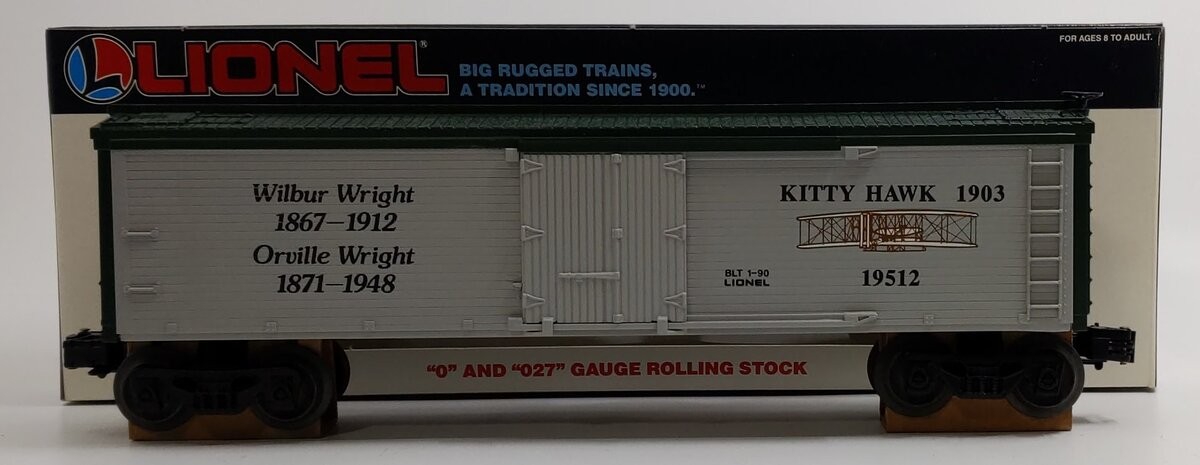 LIONEL®
BIG RUGGED TRAINS,
A TRADITION SINCE 1900.™
FOR AGES 8 TO ADULT.
Wilbur Wright
1867-1912
Orville Wright
1871-1948
KITTY HAWK 1903
BLT 1-90
LIONEL
19512
"O" AND "027" GAUGE ROLLING STOCK